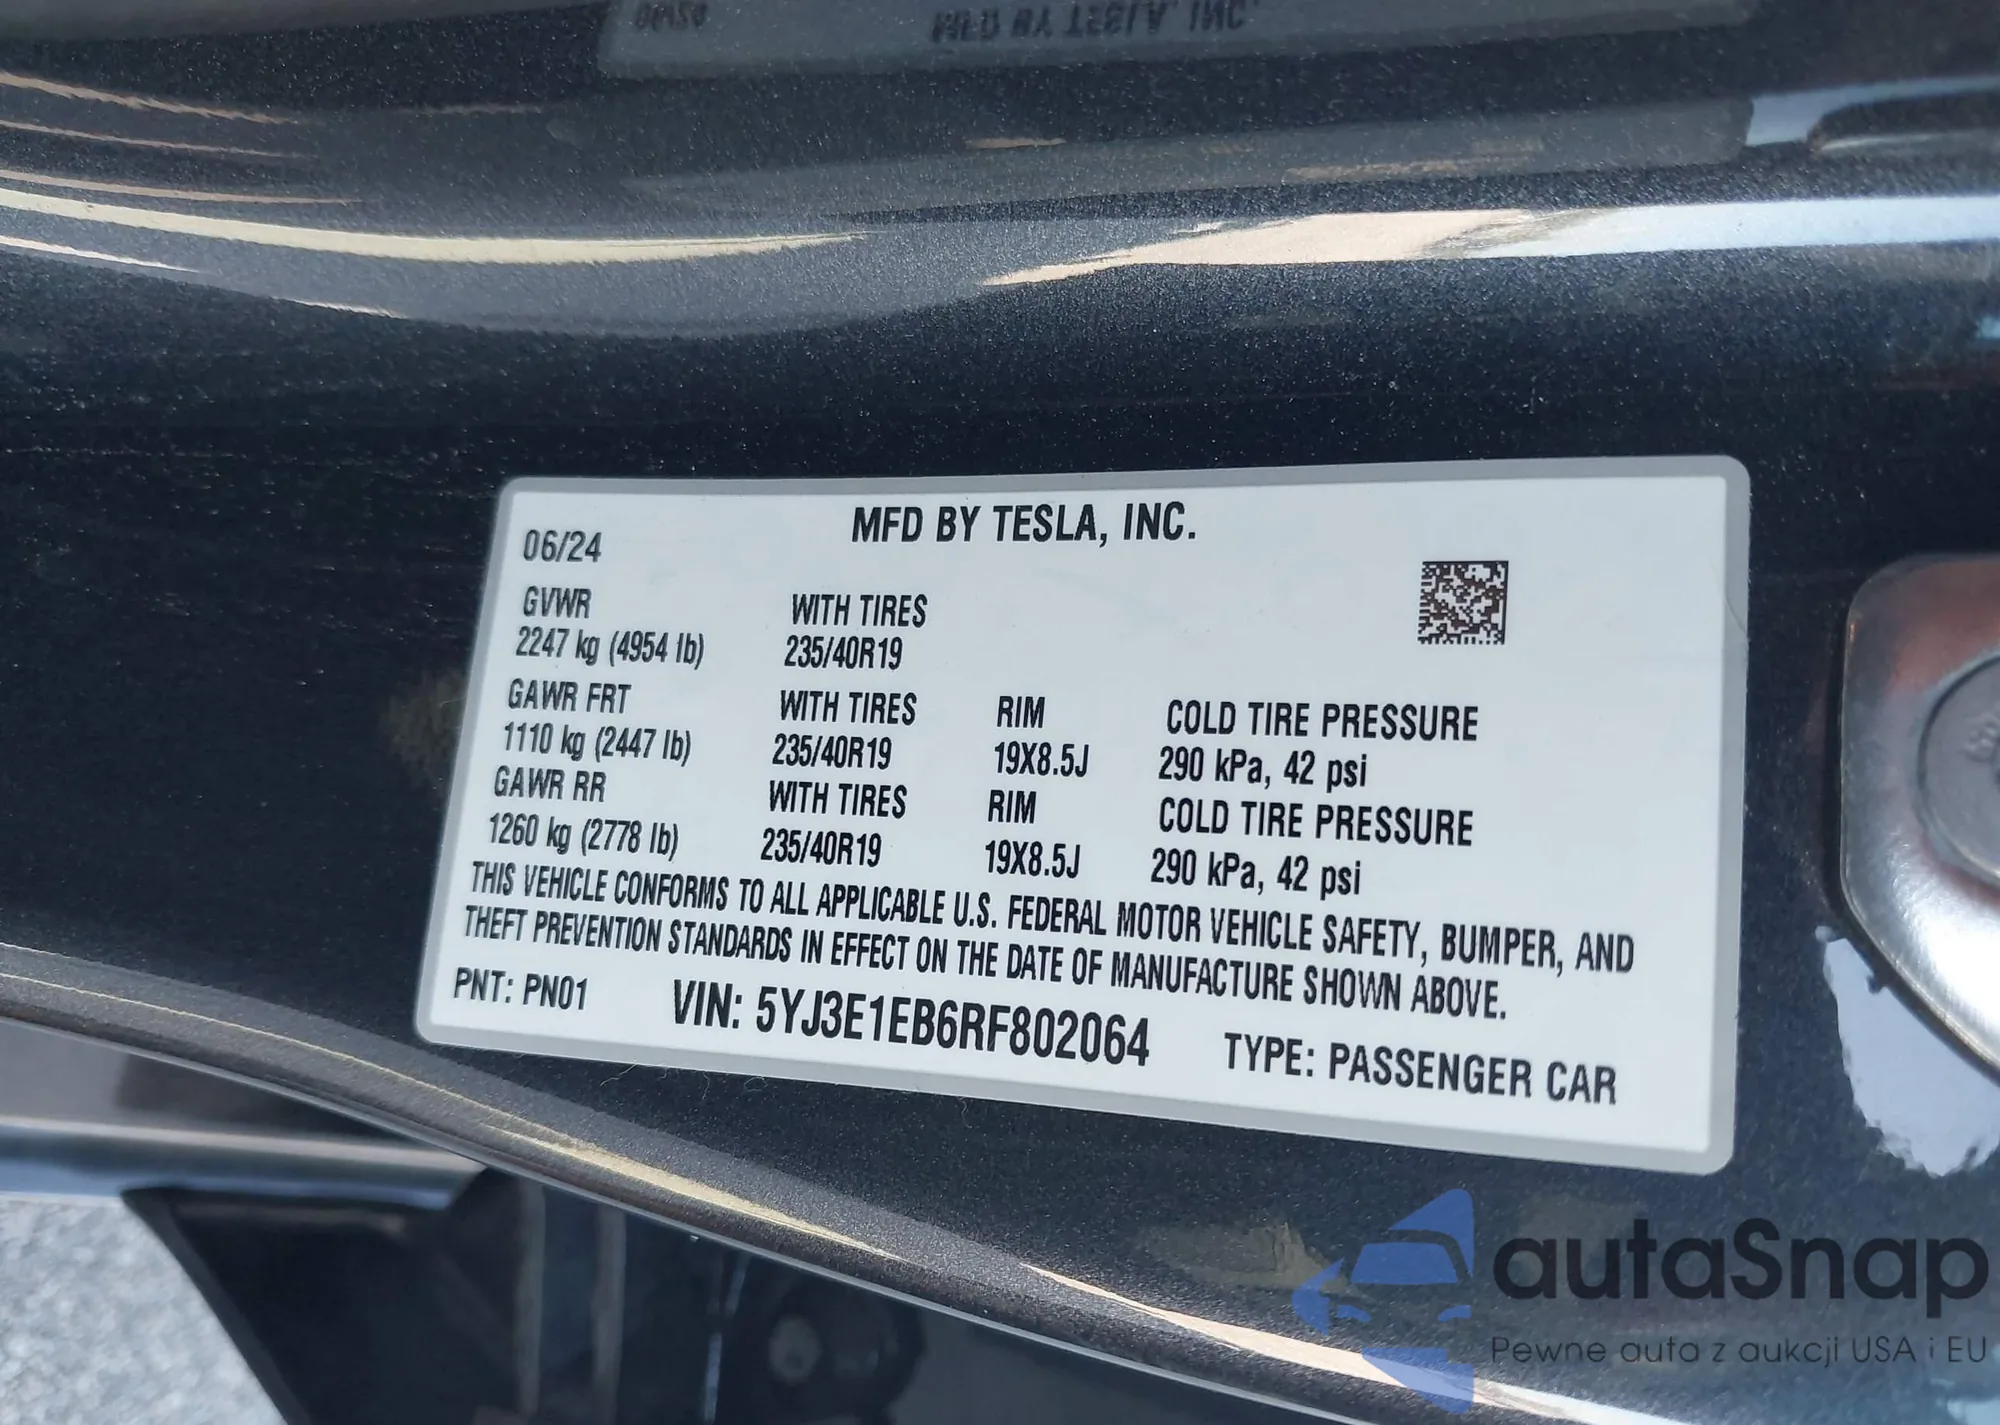 MFD BY TESLA, INC.
06/24
GVWR
2247 kg (4954 lb)
WITH TIRES
235/40R19
GAWR FRT
1110 kg (2447 lb)
WITH TIRES
235/40R19
RIM
19X8.5J
COLD TIRE PRESSURE
290 kPa, 42 psi
GAWR RR
1260 kg (2778 lb)
WITH TIRES
235/40R19
RIM
19X8.5J
COLD TIRE PRESSURE
290 kPa, 42 psi
THIS VEHICLE CONFORMS TO ALL APPLICABLE U.S. FEDERAL MOTOR VEHICLE SAFETY, BUMPER, AND
THEFT PREVENTION STANDARDS IN EFFECT ON THE DATE OF MANUFACTURE SHOWN ABOVE.
PNT: PN01
VIN: 5YJ3E1EB6RF802064
TYPE: PASSENGER CAR
autaSnap
Pewne auta z aukcji USA i EU